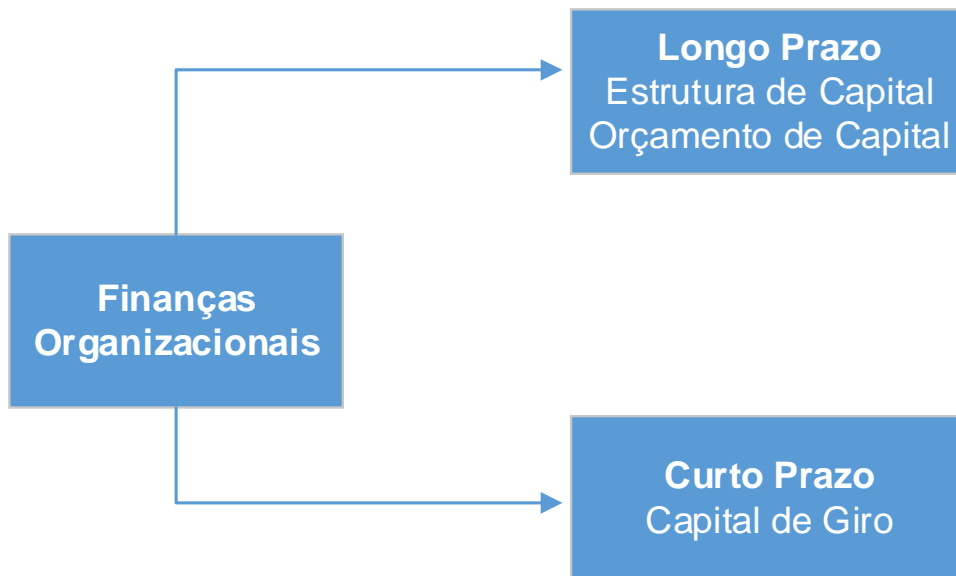 Longo Prazo
Estrutura de Capital
Orçamento de Capital
Finanças
Organizacionais
Curto Prazo
Capital de Giro